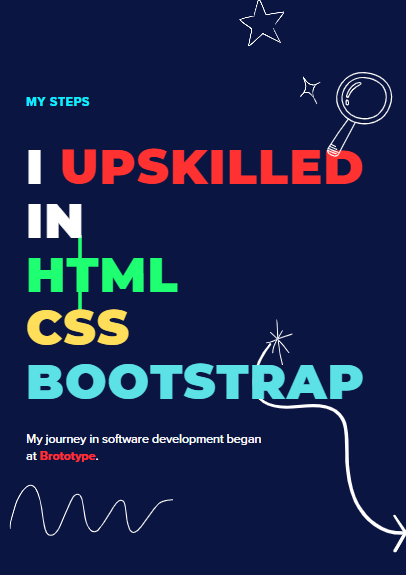 MY STEPS
I UPSKILLED
IN
HTML
CSS
BOOTSTRAP
My journey in software development began
at Brototype.